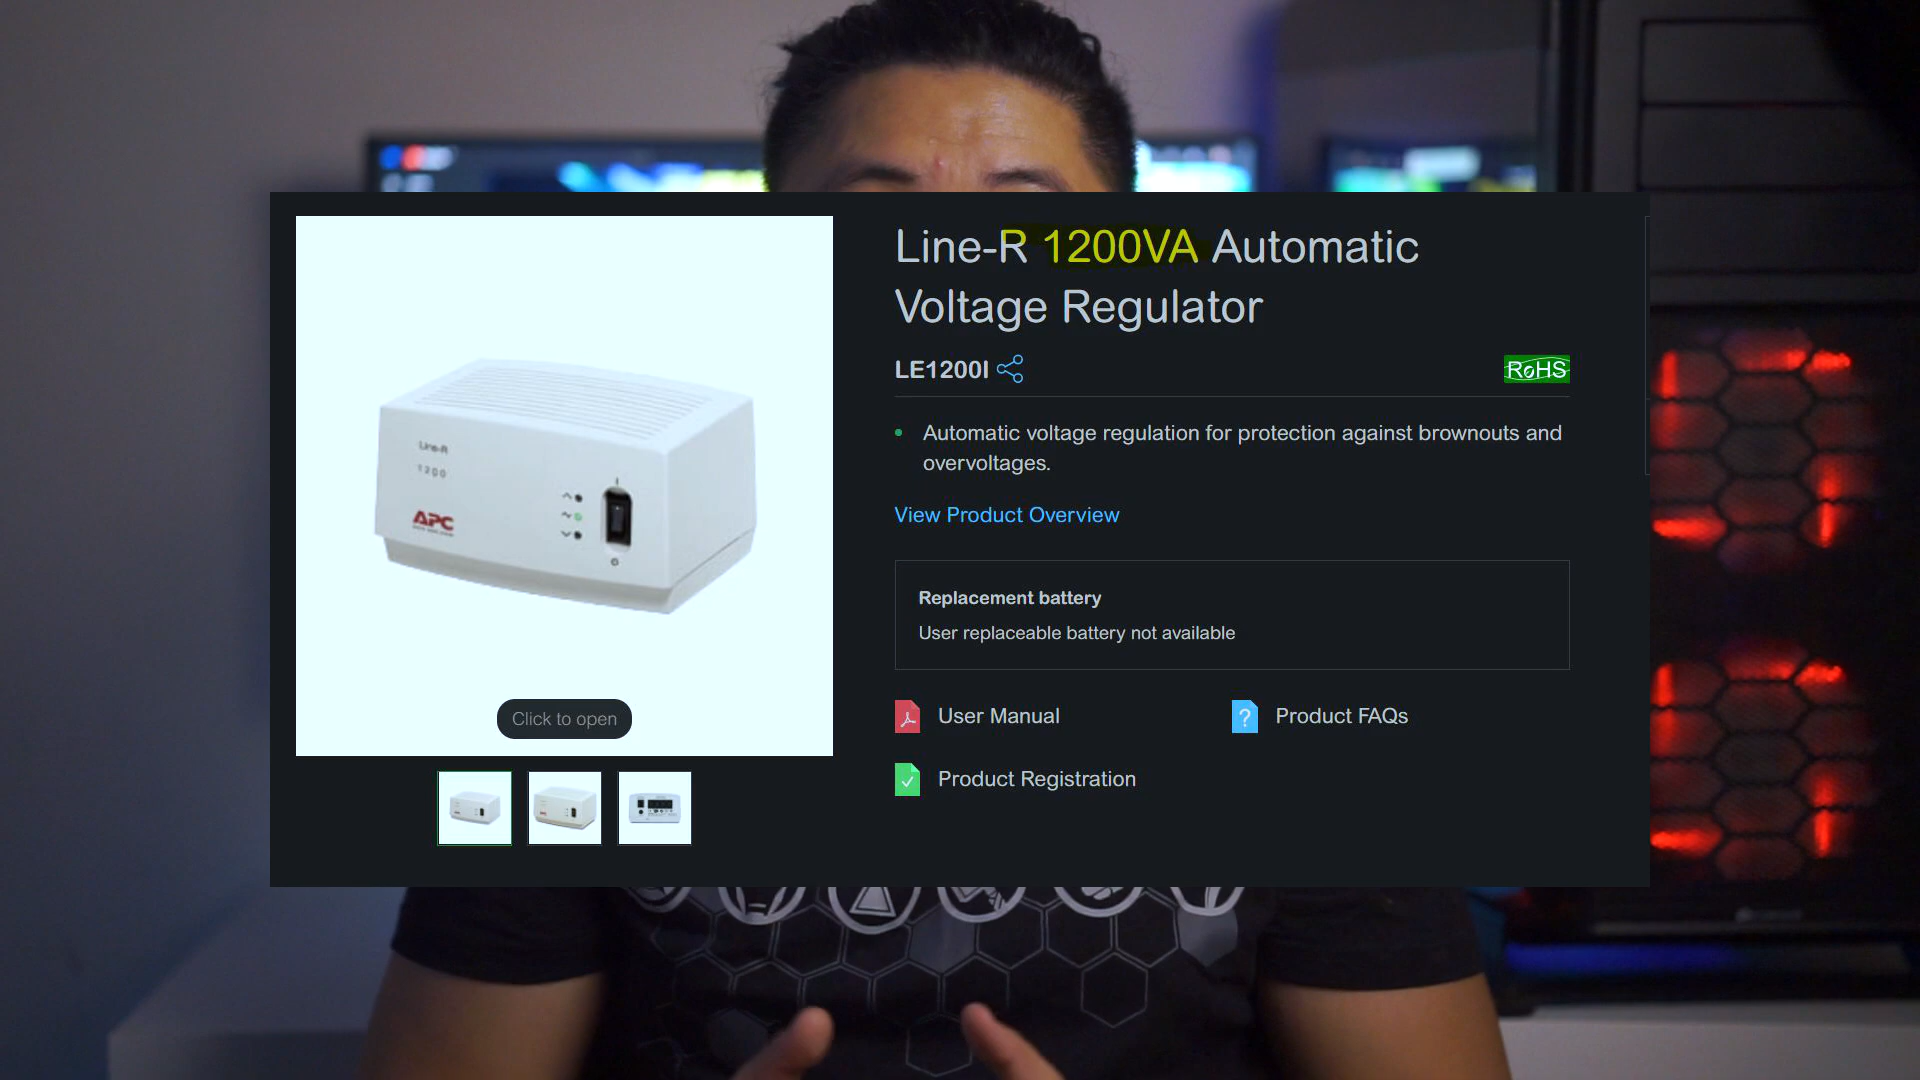 Line-R 1200VA Automatic
Voltage Regulator
LE1200I
RoHS
Automatic voltage regulation for protection against brownouts and
overvoltages.
View Product Overview
Replacement battery
User replaceable battery not available
User Manual
Product FAQs
Product Registration
Line-R
1200
APC
Click to open